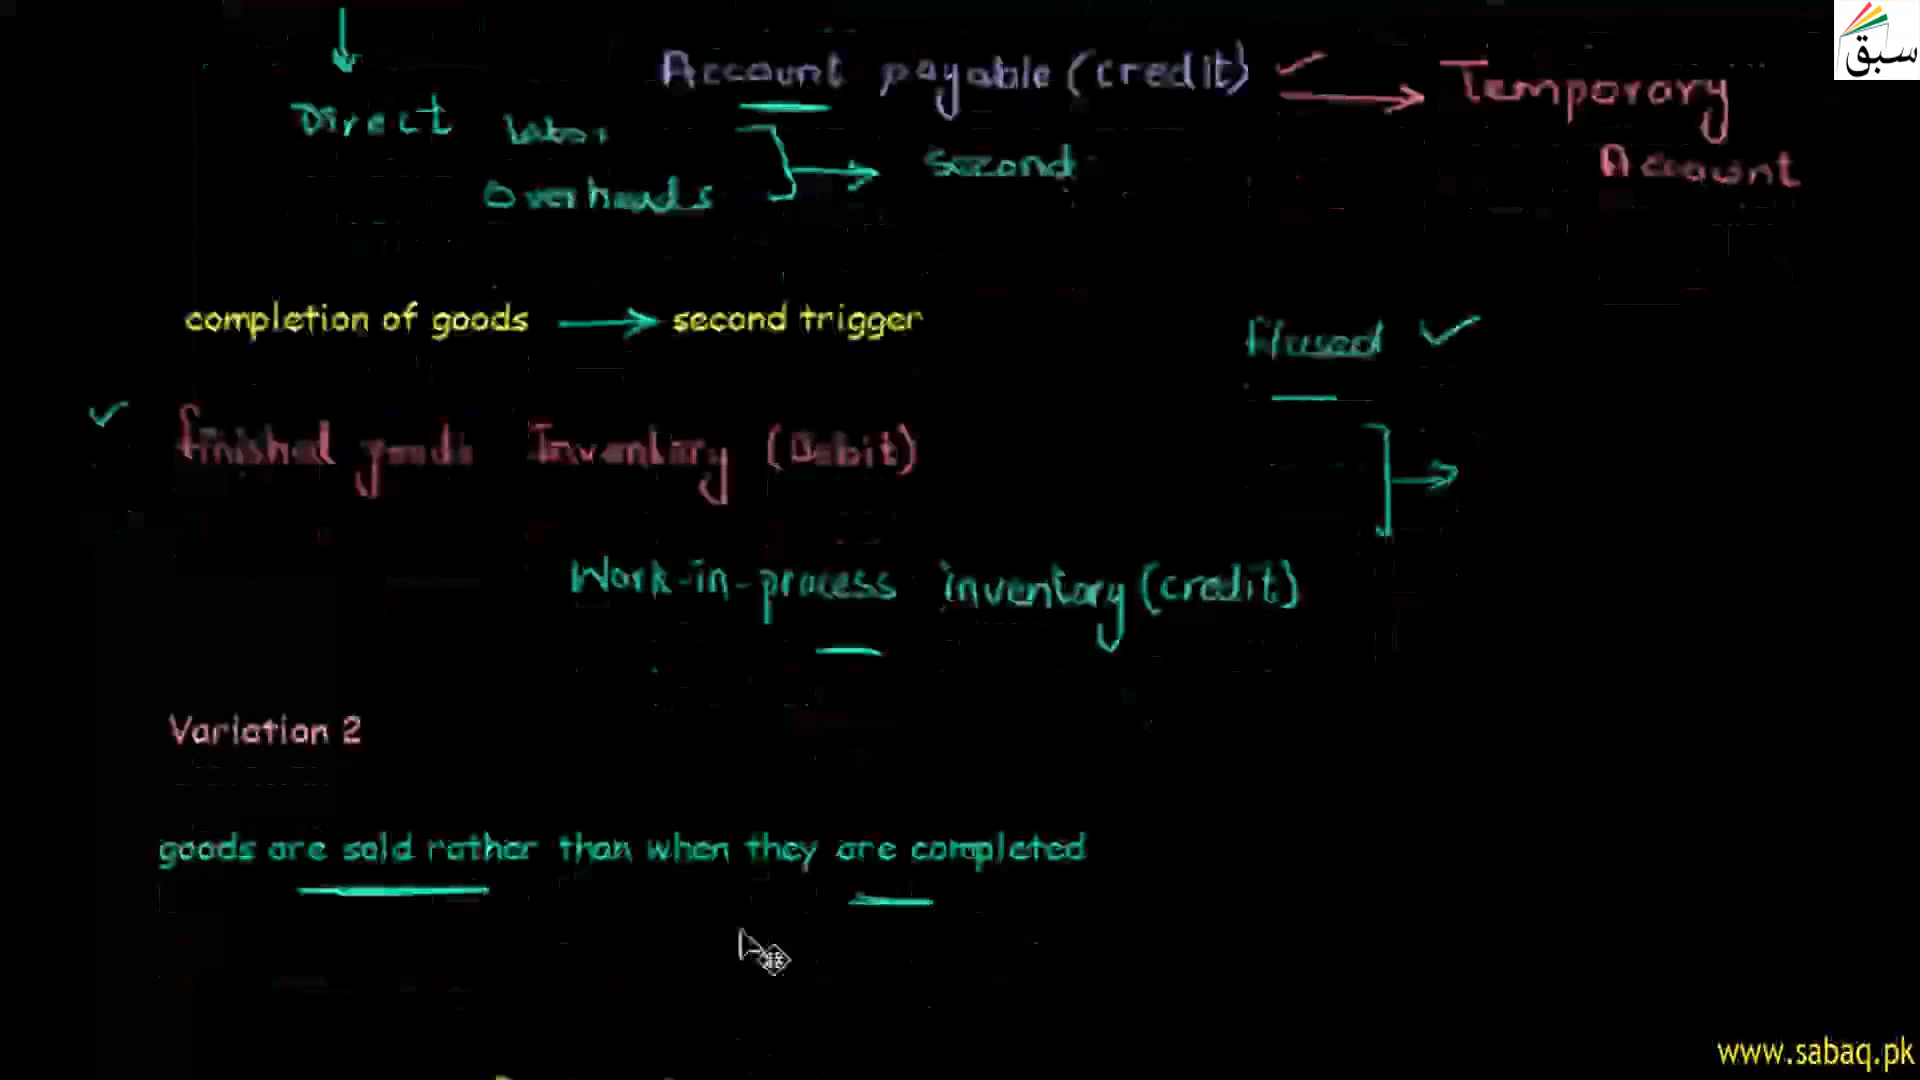 سبق
Account payable (credit)
Temporary
Account
Direct Labor
Overheads
second
completion of goods second trigger
finished goods Inventory (Debit)
Work-in-process inventory (credit)
Variation 2
goods are sold rather than when they are completed
www.sabaq.pk